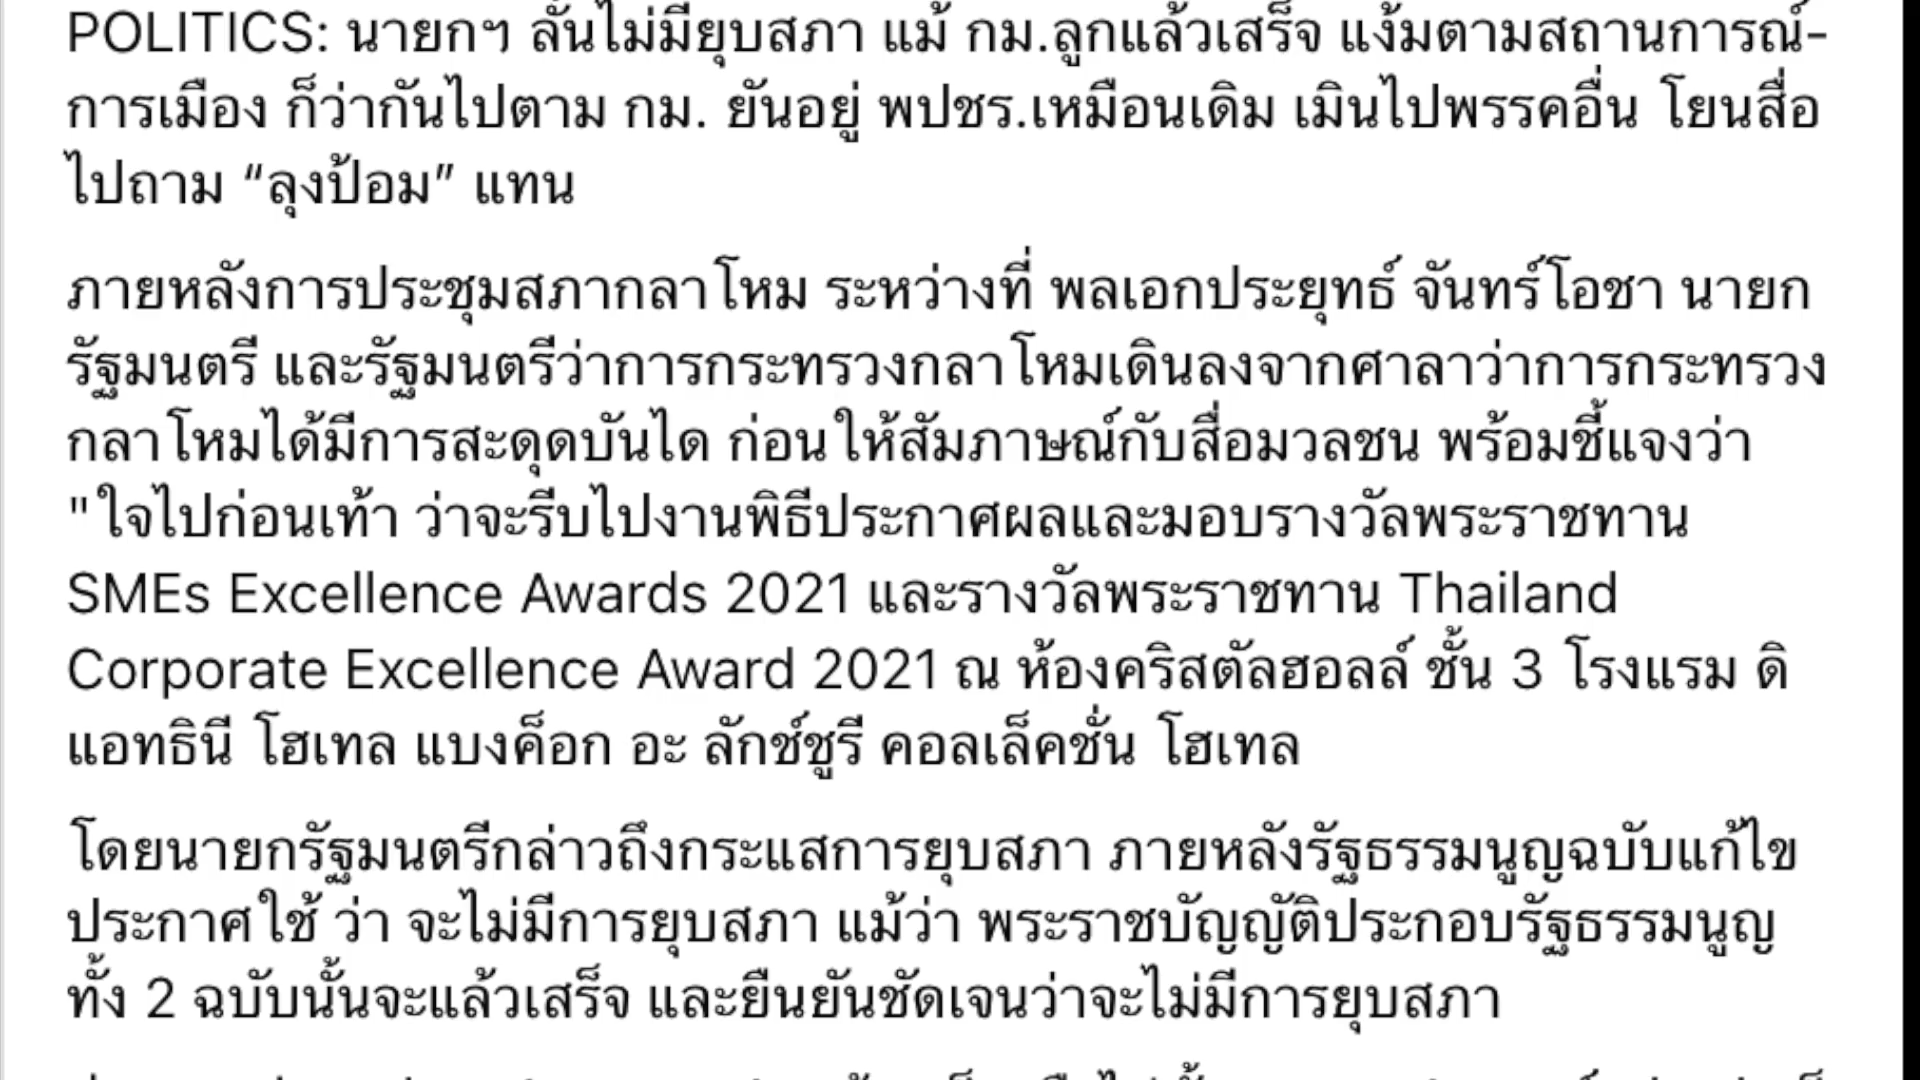 POLITICS: นายกฯ ลั่นไม่มียุบสภา แม้ กม.ลูกแล้วเสร็จ แง้มตามสถานการณ์-
การเมือง ก็ว่ากันไปตาม กม. ยันอยู่ พปชร.เหมือนเดิม เมินไปพรรคอื่น โยนสื่อ
ไปถาม “ลุงป้อม” แทน
ภายหลังการประชุมสภากลาโหม ระหว่างที่ พลเอกประยุทธ์ จันทร์โอชา นายก
รัฐมนตรี และรัฐมนตรีว่าการกระทรวงกลาโหมเดินลงจากศาลาว่าการกระทรวง
กลาโหมได้มีการสะดุดบันได ก่อนให้สัมภาษณ์กับสื่อมวลชน พร้อมชี้แจงว่า
"ใจไปก่อนเท้า ว่าจะรีบไปงานพิธีประกาศผลและมอบรางวัลพระราชทาน
SMEs Excellence Awards 2021 และรางวัลพระราชทาน Thailand
Corporate Excellence Award 2021 ณ ห้องคริสตัลฮอลล์ ชั้น 3 โรงแรม ดิ
แอทธินี โฮเทล แบงค็อก อะ ลักช์ชูรี คอลเล็คชั่น โฮเทล
โดยนายกรัฐมนตรีกล่าวถึงกระแสการยุบสภา ภายหลังรัฐธรรมนูญฉบับแก้ไข
ประกาศใช้ ว่า จะไม่มีการยุบสภา แม้ว่า พระราชบัญญัติประกอบรัฐธรรมนูญ
ทั้ง 2 ฉบับนั้นจะแล้วเสร็จ และยืนยันชัดเจนว่าจะไม่มีการยุบสภา